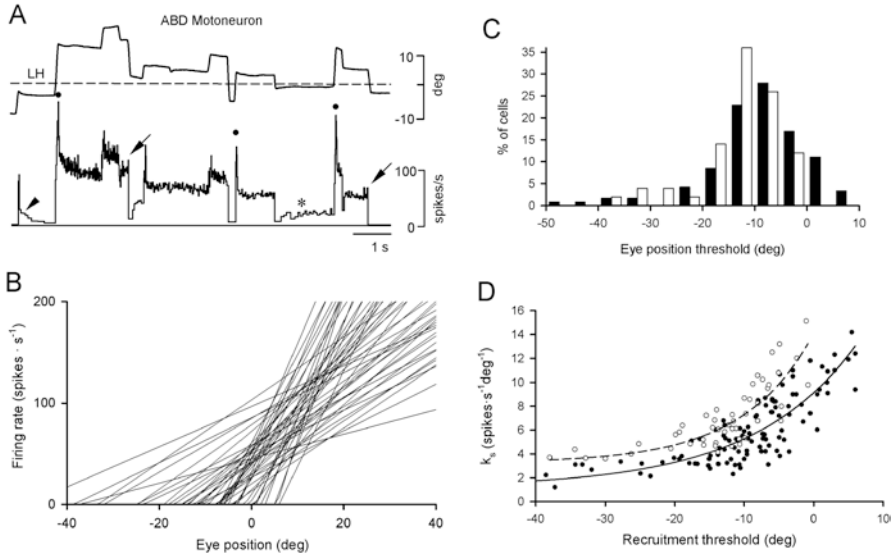 A
ABD Motoneuron
LH
10
deg
-10
100
spikes/s
0
*
1 s
B
200
100
0
Firing rate (spikes · s-1)
-40 -20 0 20 40
Eye position (deg)
C
35
30
25
20
15
10
5
0
% of cells
-50 -40 -30 -20 -10 0 10
Eye position threshold (deg)
D
16
14
12
10
8
6
4
2
0
ks (spikes·s-1deg-1)
-40 -30 -20 -10 0 10
Recruitment threshold (deg)